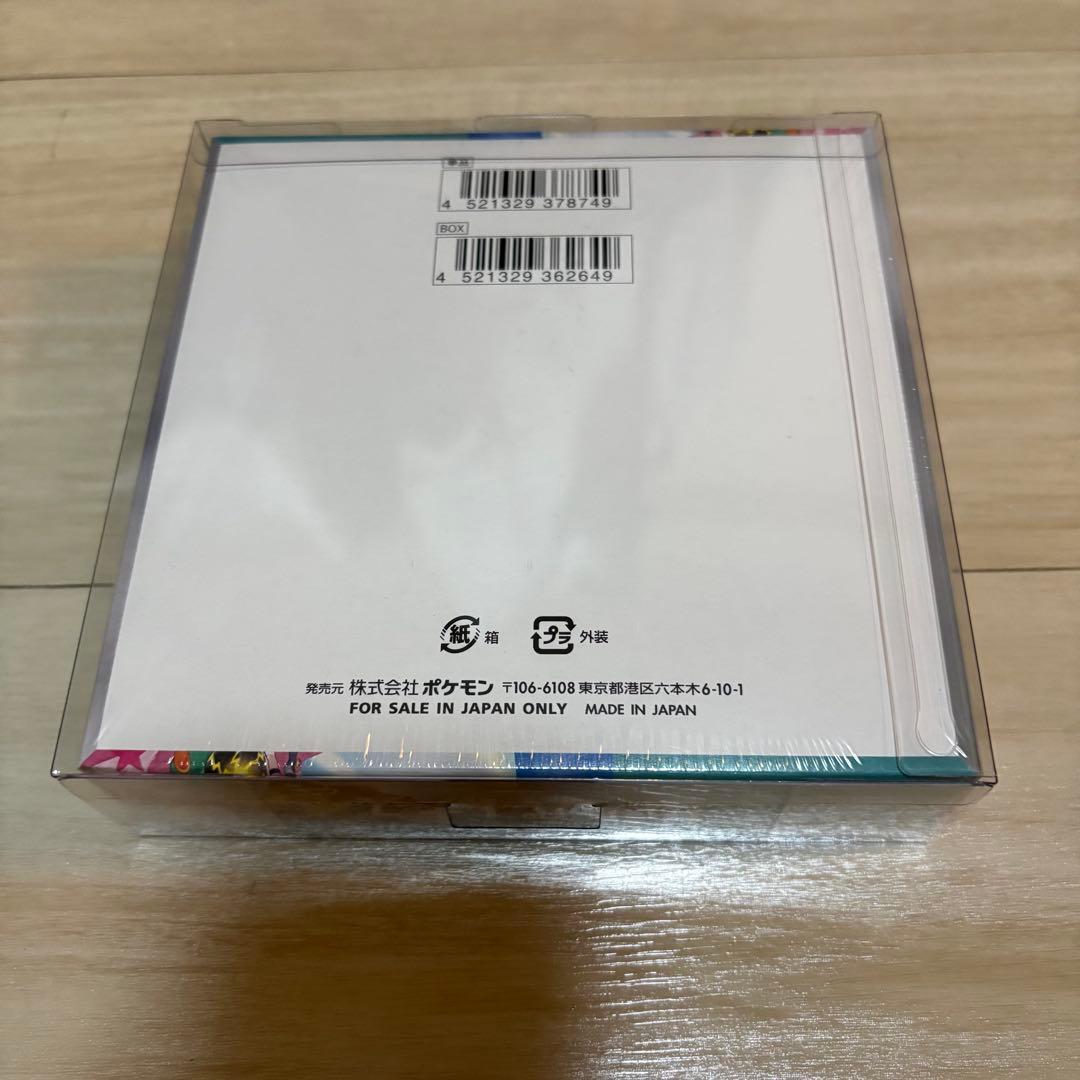 単品
4 521329 378749
BOX
4 521329 362649
紙 箱
プラ 外装
発売元 株式会社 ポケモン 〒106-6108 東京都港区六本木6-10-1
FOR SALE IN JAPAN ONLY MADE IN JAPAN